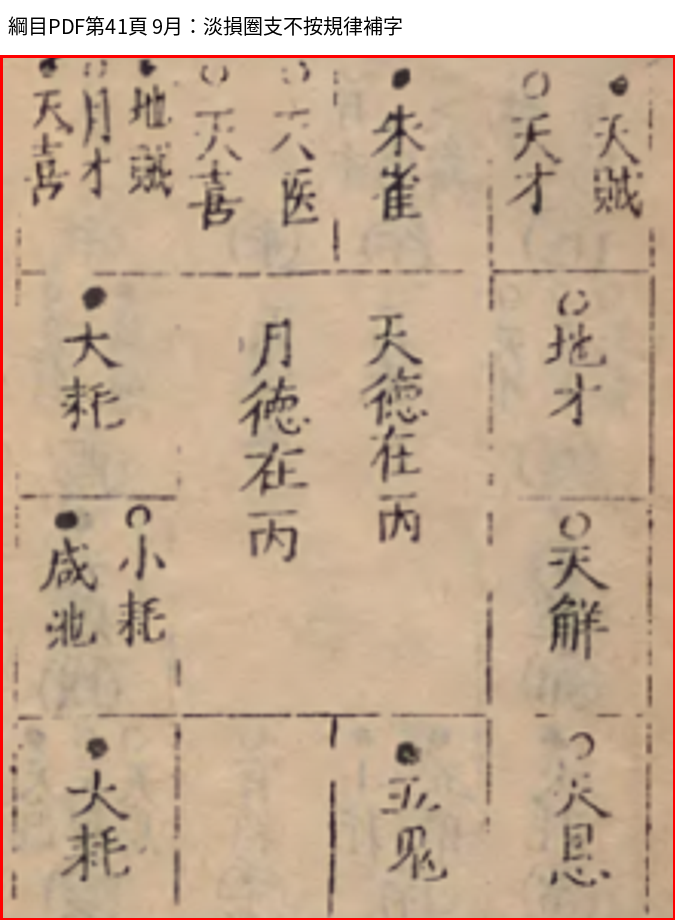 綱目PDF第41頁 9月：淡損圈支不按規律補字
●天賊
○天才
●朱雀
○六医
○天喜
●地賊
○月才
●天喜
○地才
天德在丙
月德在丙
●大耗
○天解
○小耗
●咸池
○天恩
●五鬼
●大耗